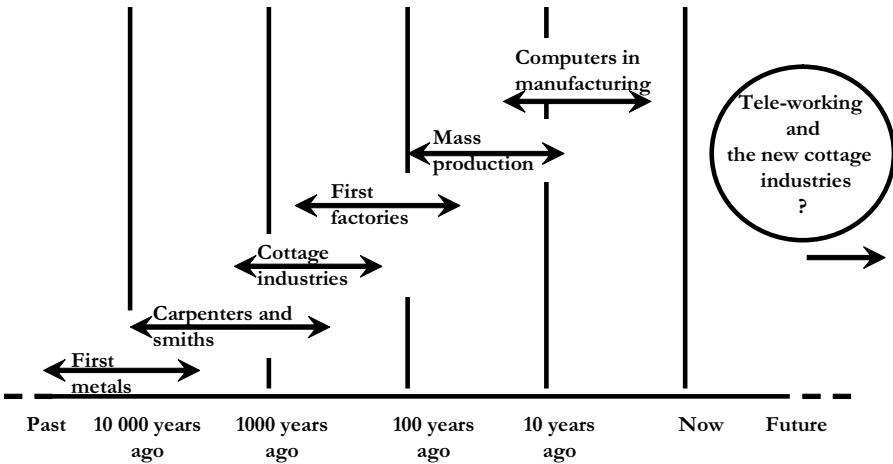 Computers in
manufacturing
Tele-working
and
the new cottage
industries
?
Mass
production
First
factories
Cottage
industries
Carpenters and
smiths
First
metals
Past
10 000 years
ago
1000 years
ago
100 years
ago
10 years
ago
Now
Future